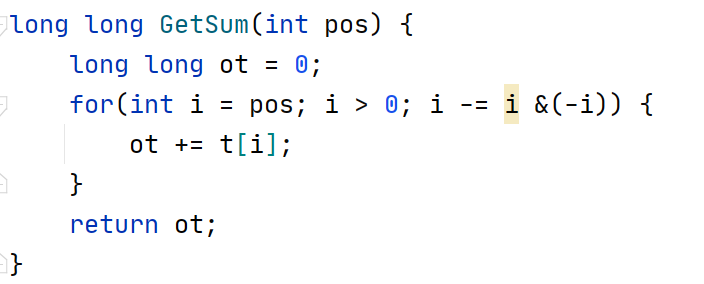 long long GetSum(int pos) {
    long long ot = 0;
    for(int i = pos; i > 0; i -= i &(-i)) {
        ot += t[i];
    }
    return ot;
}